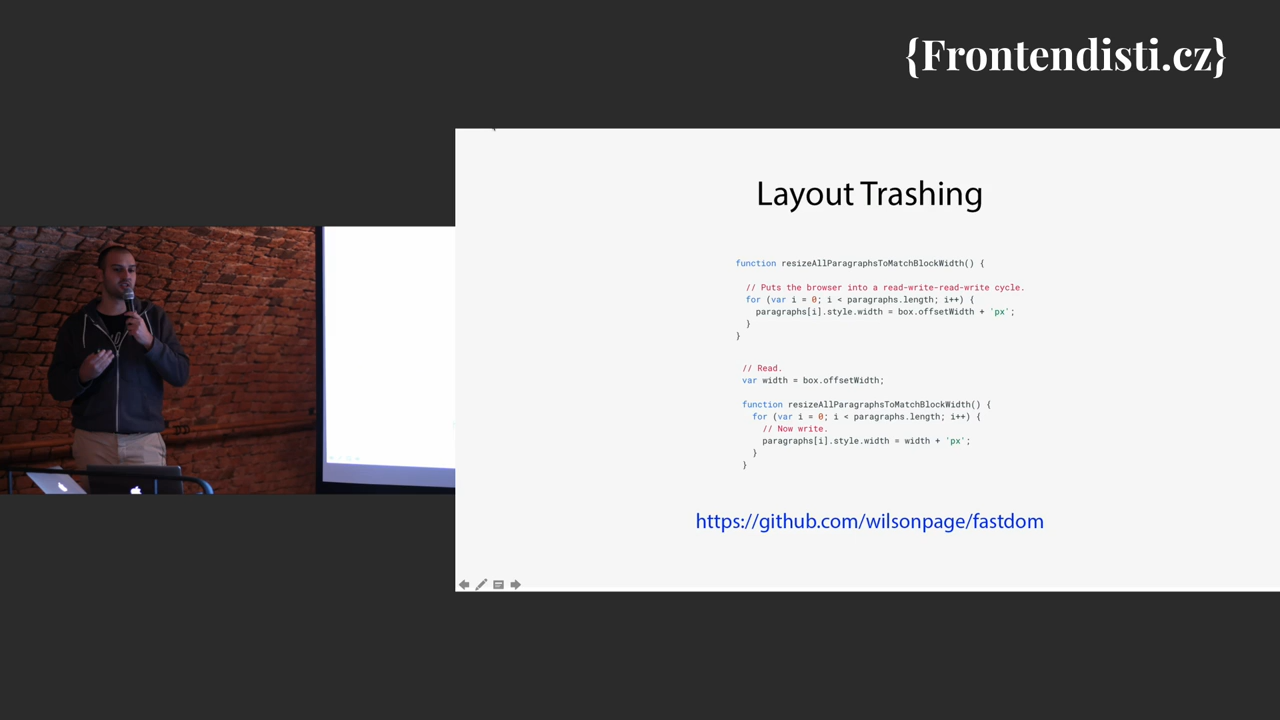 {Frontendisti.cz}
Layout Trashing
function resizeAllParagraphsToMatchBlockWidth() {
// Puts the browser into a read-write-read-write cycle.
for (var i = 0; i < paragraphs.length; i++) {
paragraphs[i].style.width = box.offsetWidth + 'px';
}
}
// Read.
var width = box.offsetWidth;
function resizeAllParagraphsToMatchBlockWidth() {
for (var i = 0; i < paragraphs.length; i++) {
// Now write.
paragraphs[i].style.width = width + 'px';
}
}
https://github.com/wilsonpage/fastdom